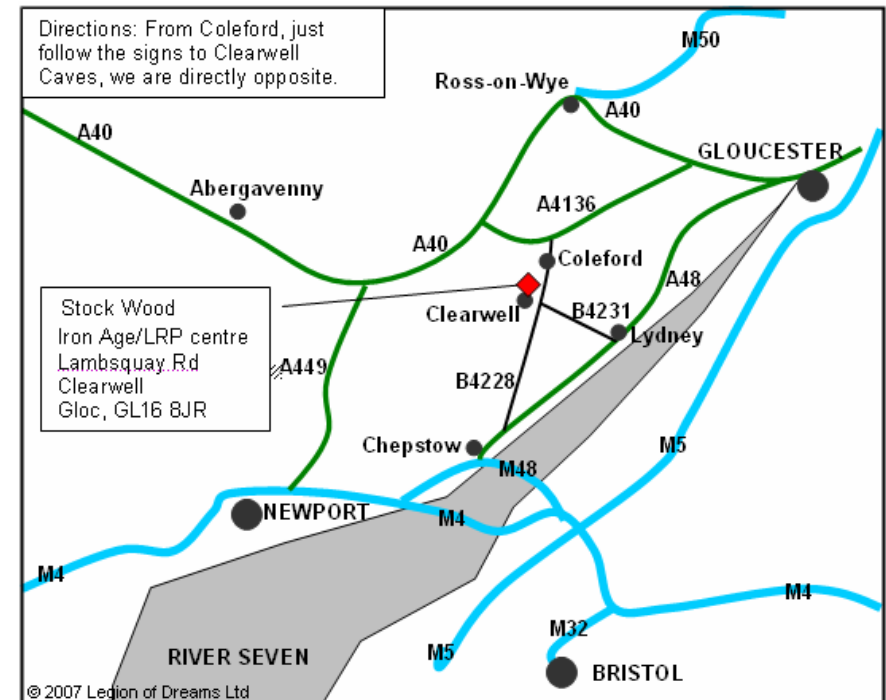 Directions: From Coleford, just
follow the signs to Clearwell
Caves, we are directly opposite.
M50
Ross-on-Wye
A40
A40
GLOUCESTER
Abergavenny
A4136
A40
Coleford
A48
Stock Wood
Iron Age/LRP centre
Lambsquay Rd
Clearwell
Gloc, GL16 8JR
Clearwell
B4231
Lydney
A449
B4228
Chepstow
M5
M48
NEWPORT
M4
M4
M4
M32
M5
RIVER SEVEN
BRISTOL
© 2007 Legion of Dreams Ltd